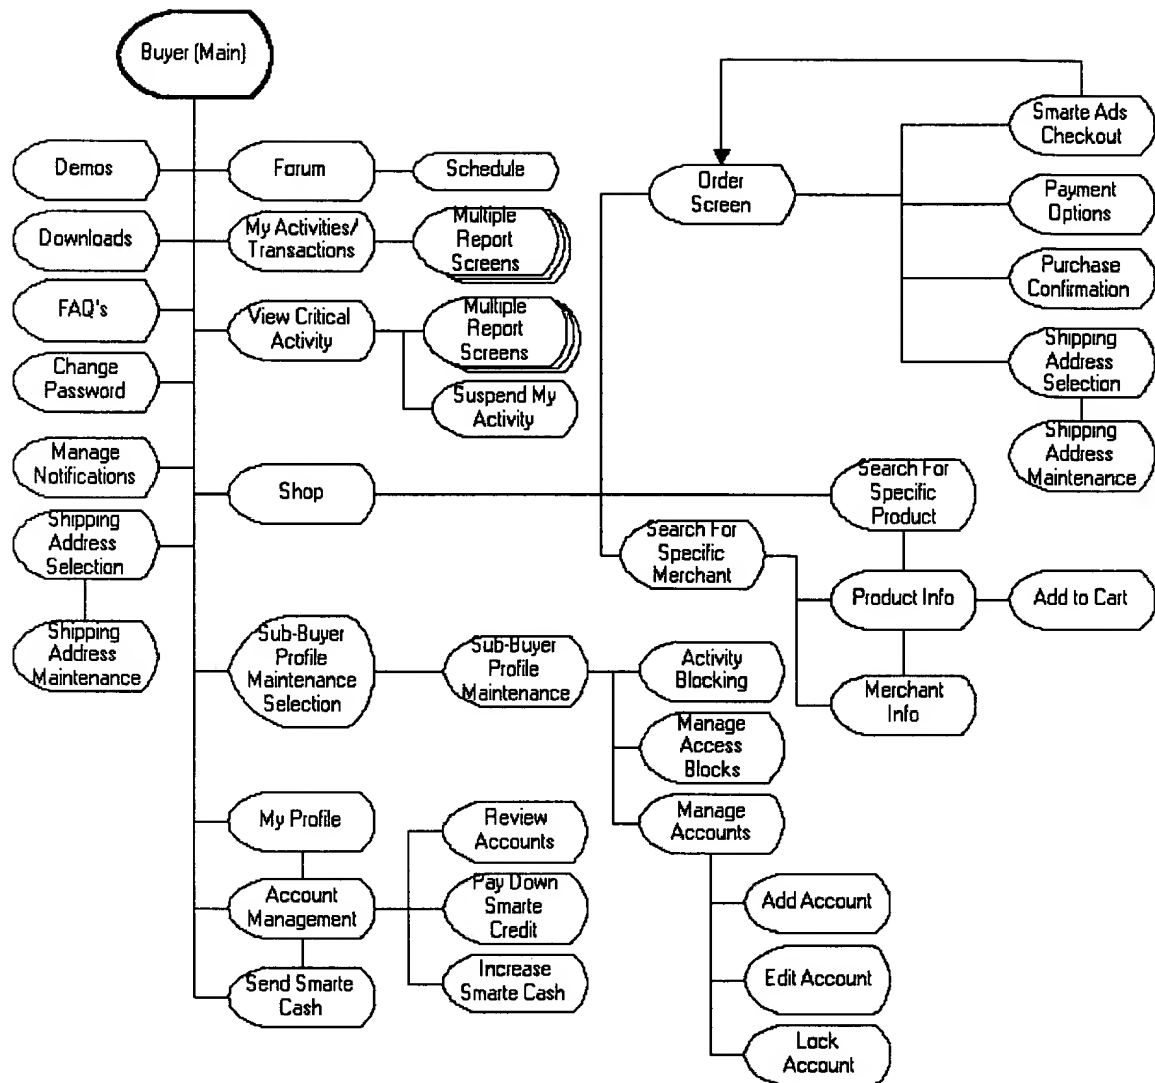 Buyer (Main)
Demos
Forum
Schedule
Downloads
My Activities/
Transactions
Multiple
Report
Screens
FAQ's
View Critical
Activity
Multiple
Report
Screens
Change
Password
Suspend My
Activity
Manage
Notifications
Shop
Shipping
Address
Selection
Shipping
Address
Maintenance
Order
Screen
Smarte Ads
Checkout
Payment
Options
Purchase
Confirmation
Shipping
Address
Selection
Shipping
Address
Maintenance
Search For
Specific
Product
Search For
Specific
Merchant
Product Info
Add to Cart
Merchant
Info
Sub-Buyer
Profile
Maintenance
Selection
Sub-Buyer
Profile
Maintenance
Activity
Blocking
Manage
Access
Blocks
Manage
Accounts
Add Account
Edit Account
Lock
Account
My Profile
Account
Management
Send Smarte
Cash
Review
Accounts
Pay Down
Smarte
Credit
Increase
Smarte Cash